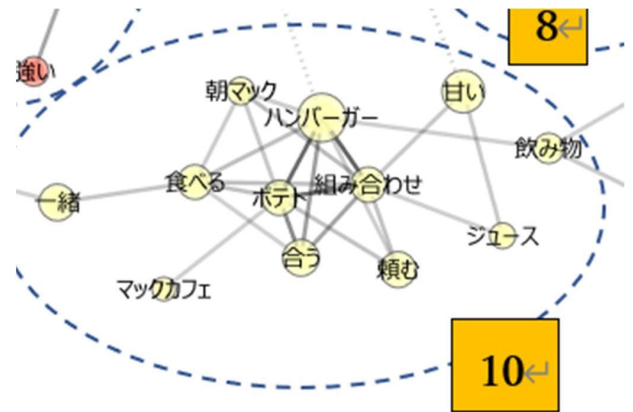 8
強い
朝マック
甘い
ハンバーガー
飲み物
食べる
組み合わせ
ポテト
一緒
ジュース
合う
頼む
マックカフェ
10